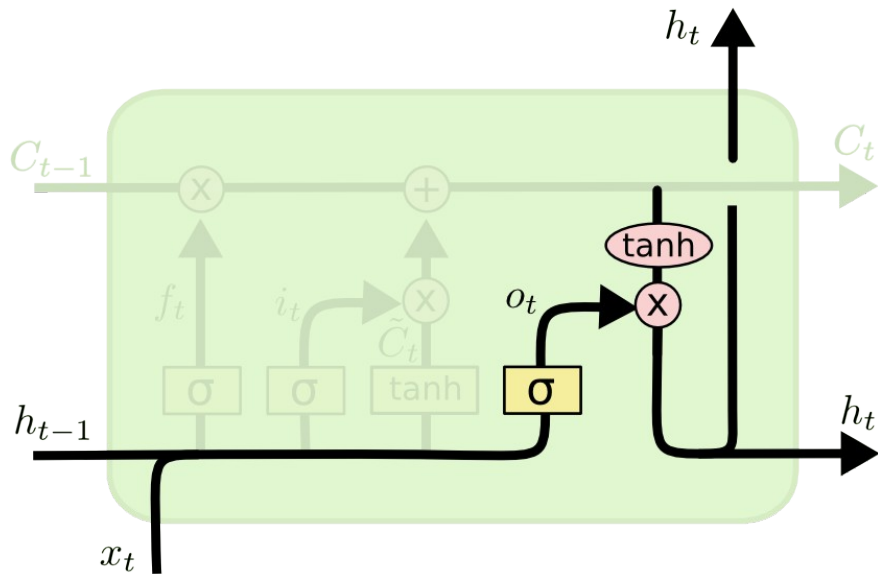 h_t
C_{t-1}
C_t
x
+
tanh
f_t
i_t
x
o_t
x
C̃_t
σ
σ
tanh
σ
h_{t-1}
h_t
x_t